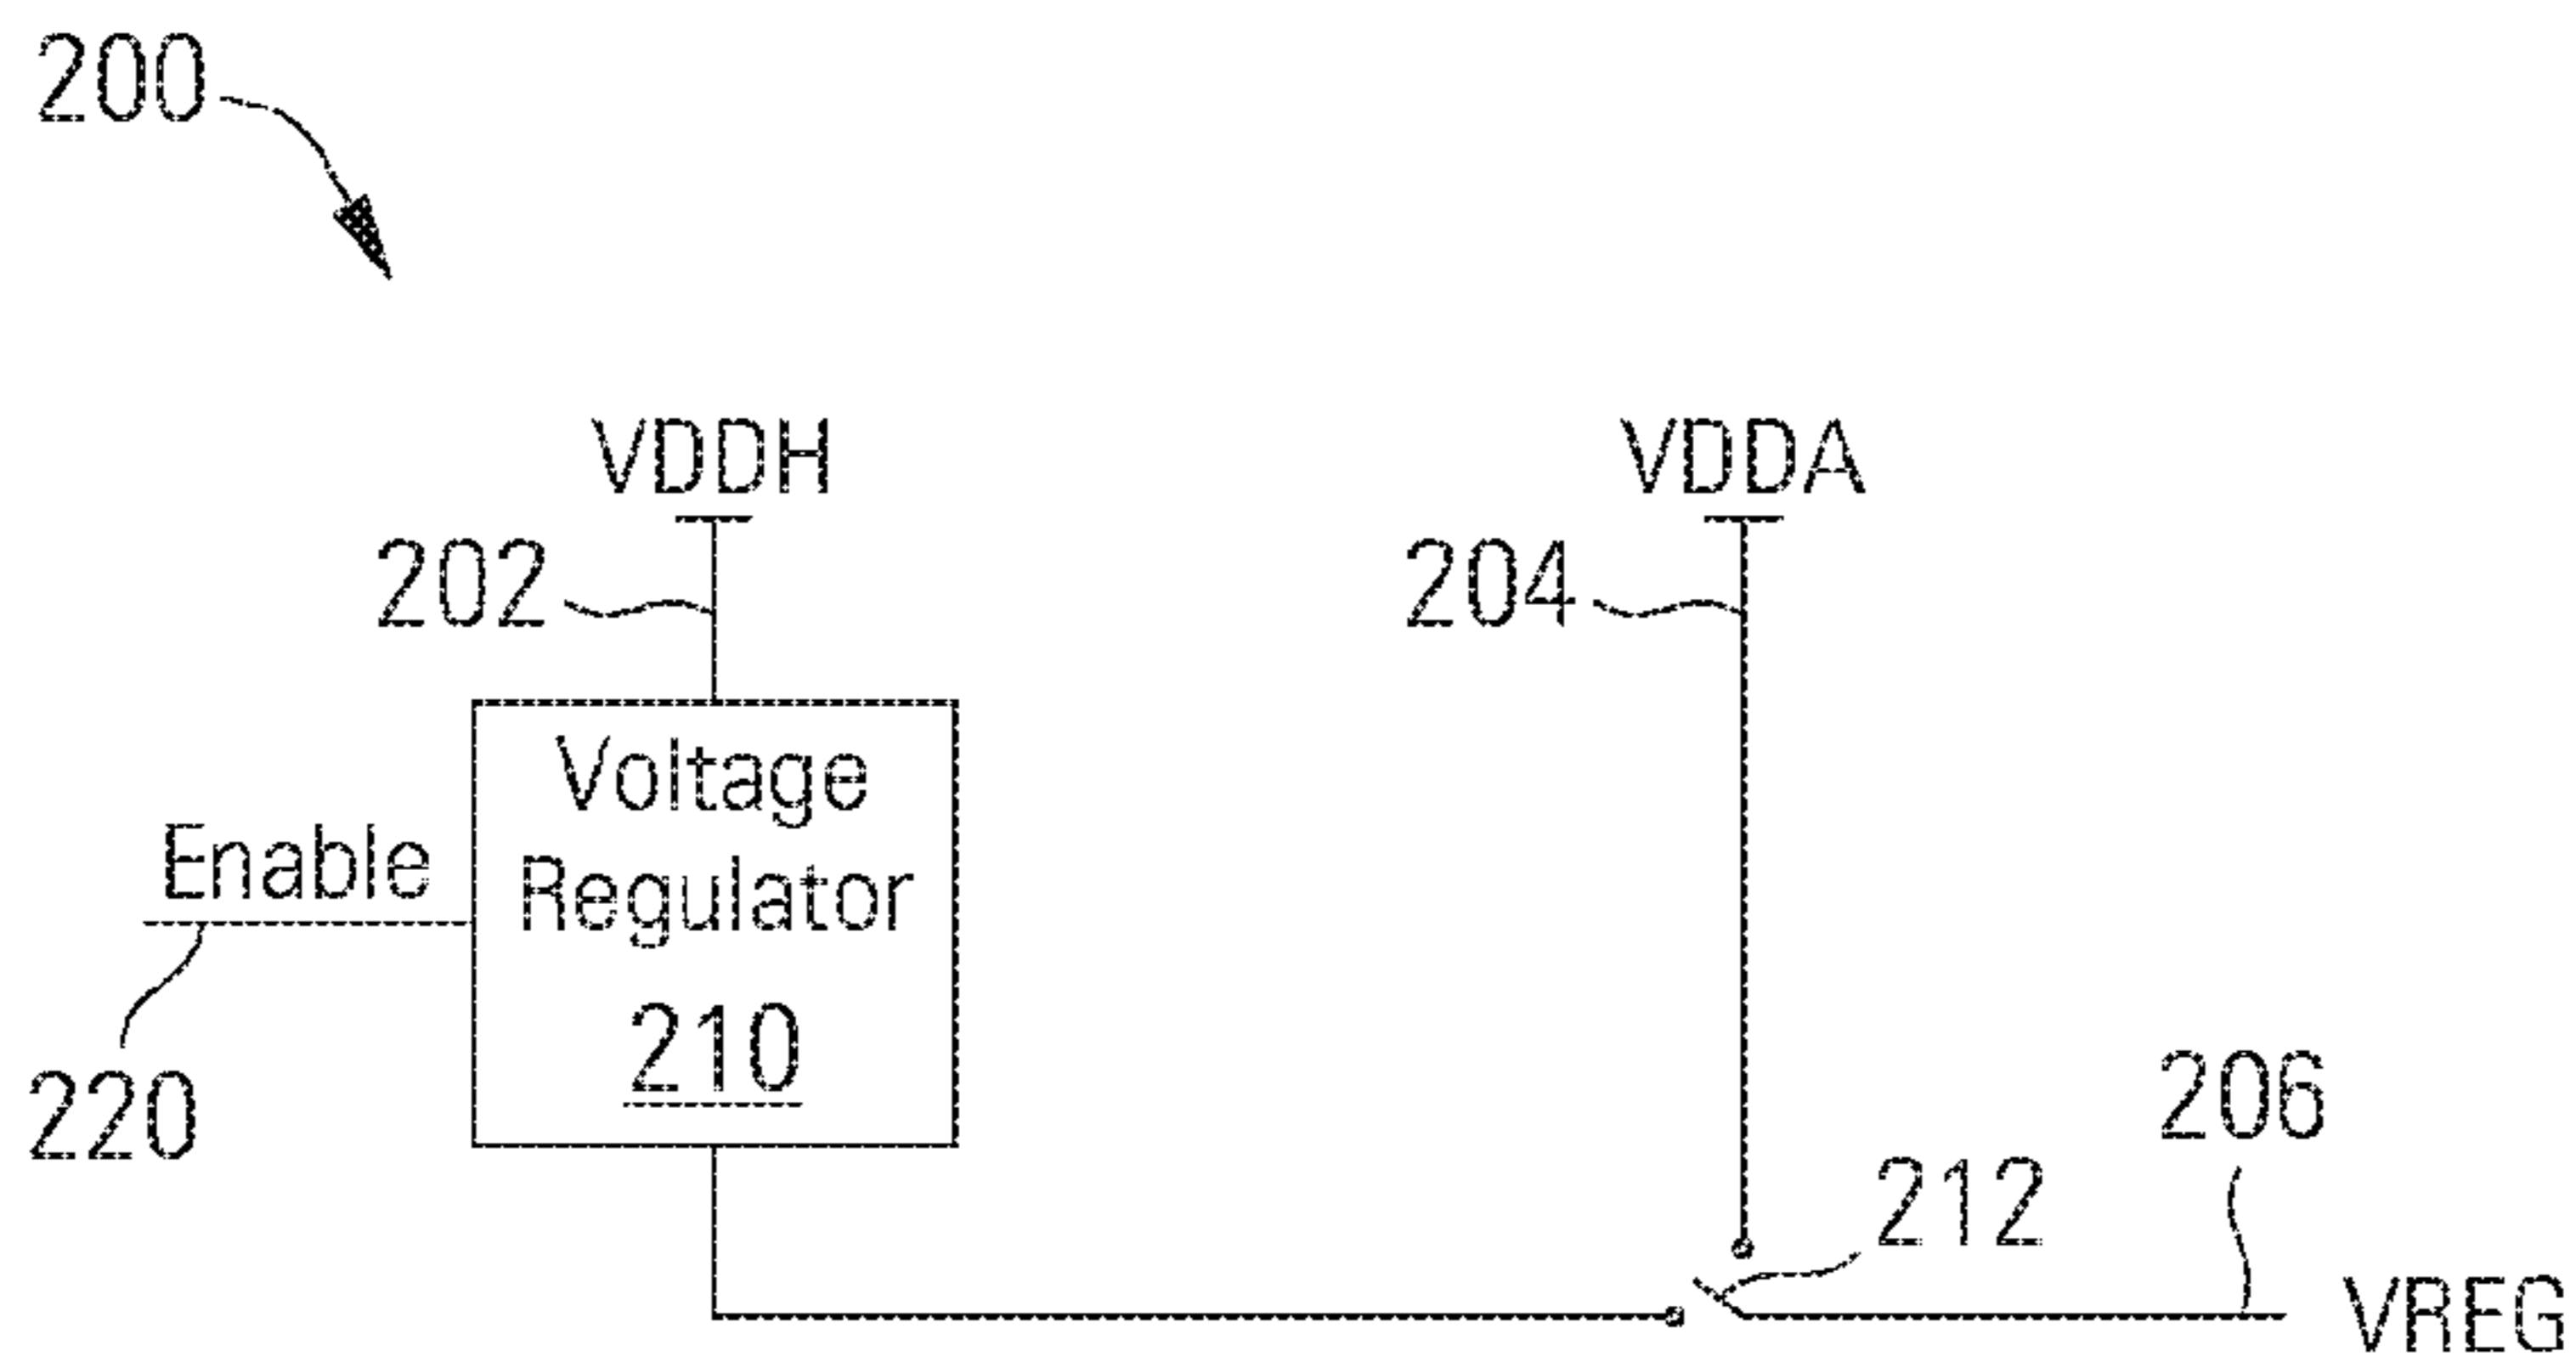 200
VDDH
VDDA
202
204
Voltage
Regulator
210
Enable
220
206
212
VREG